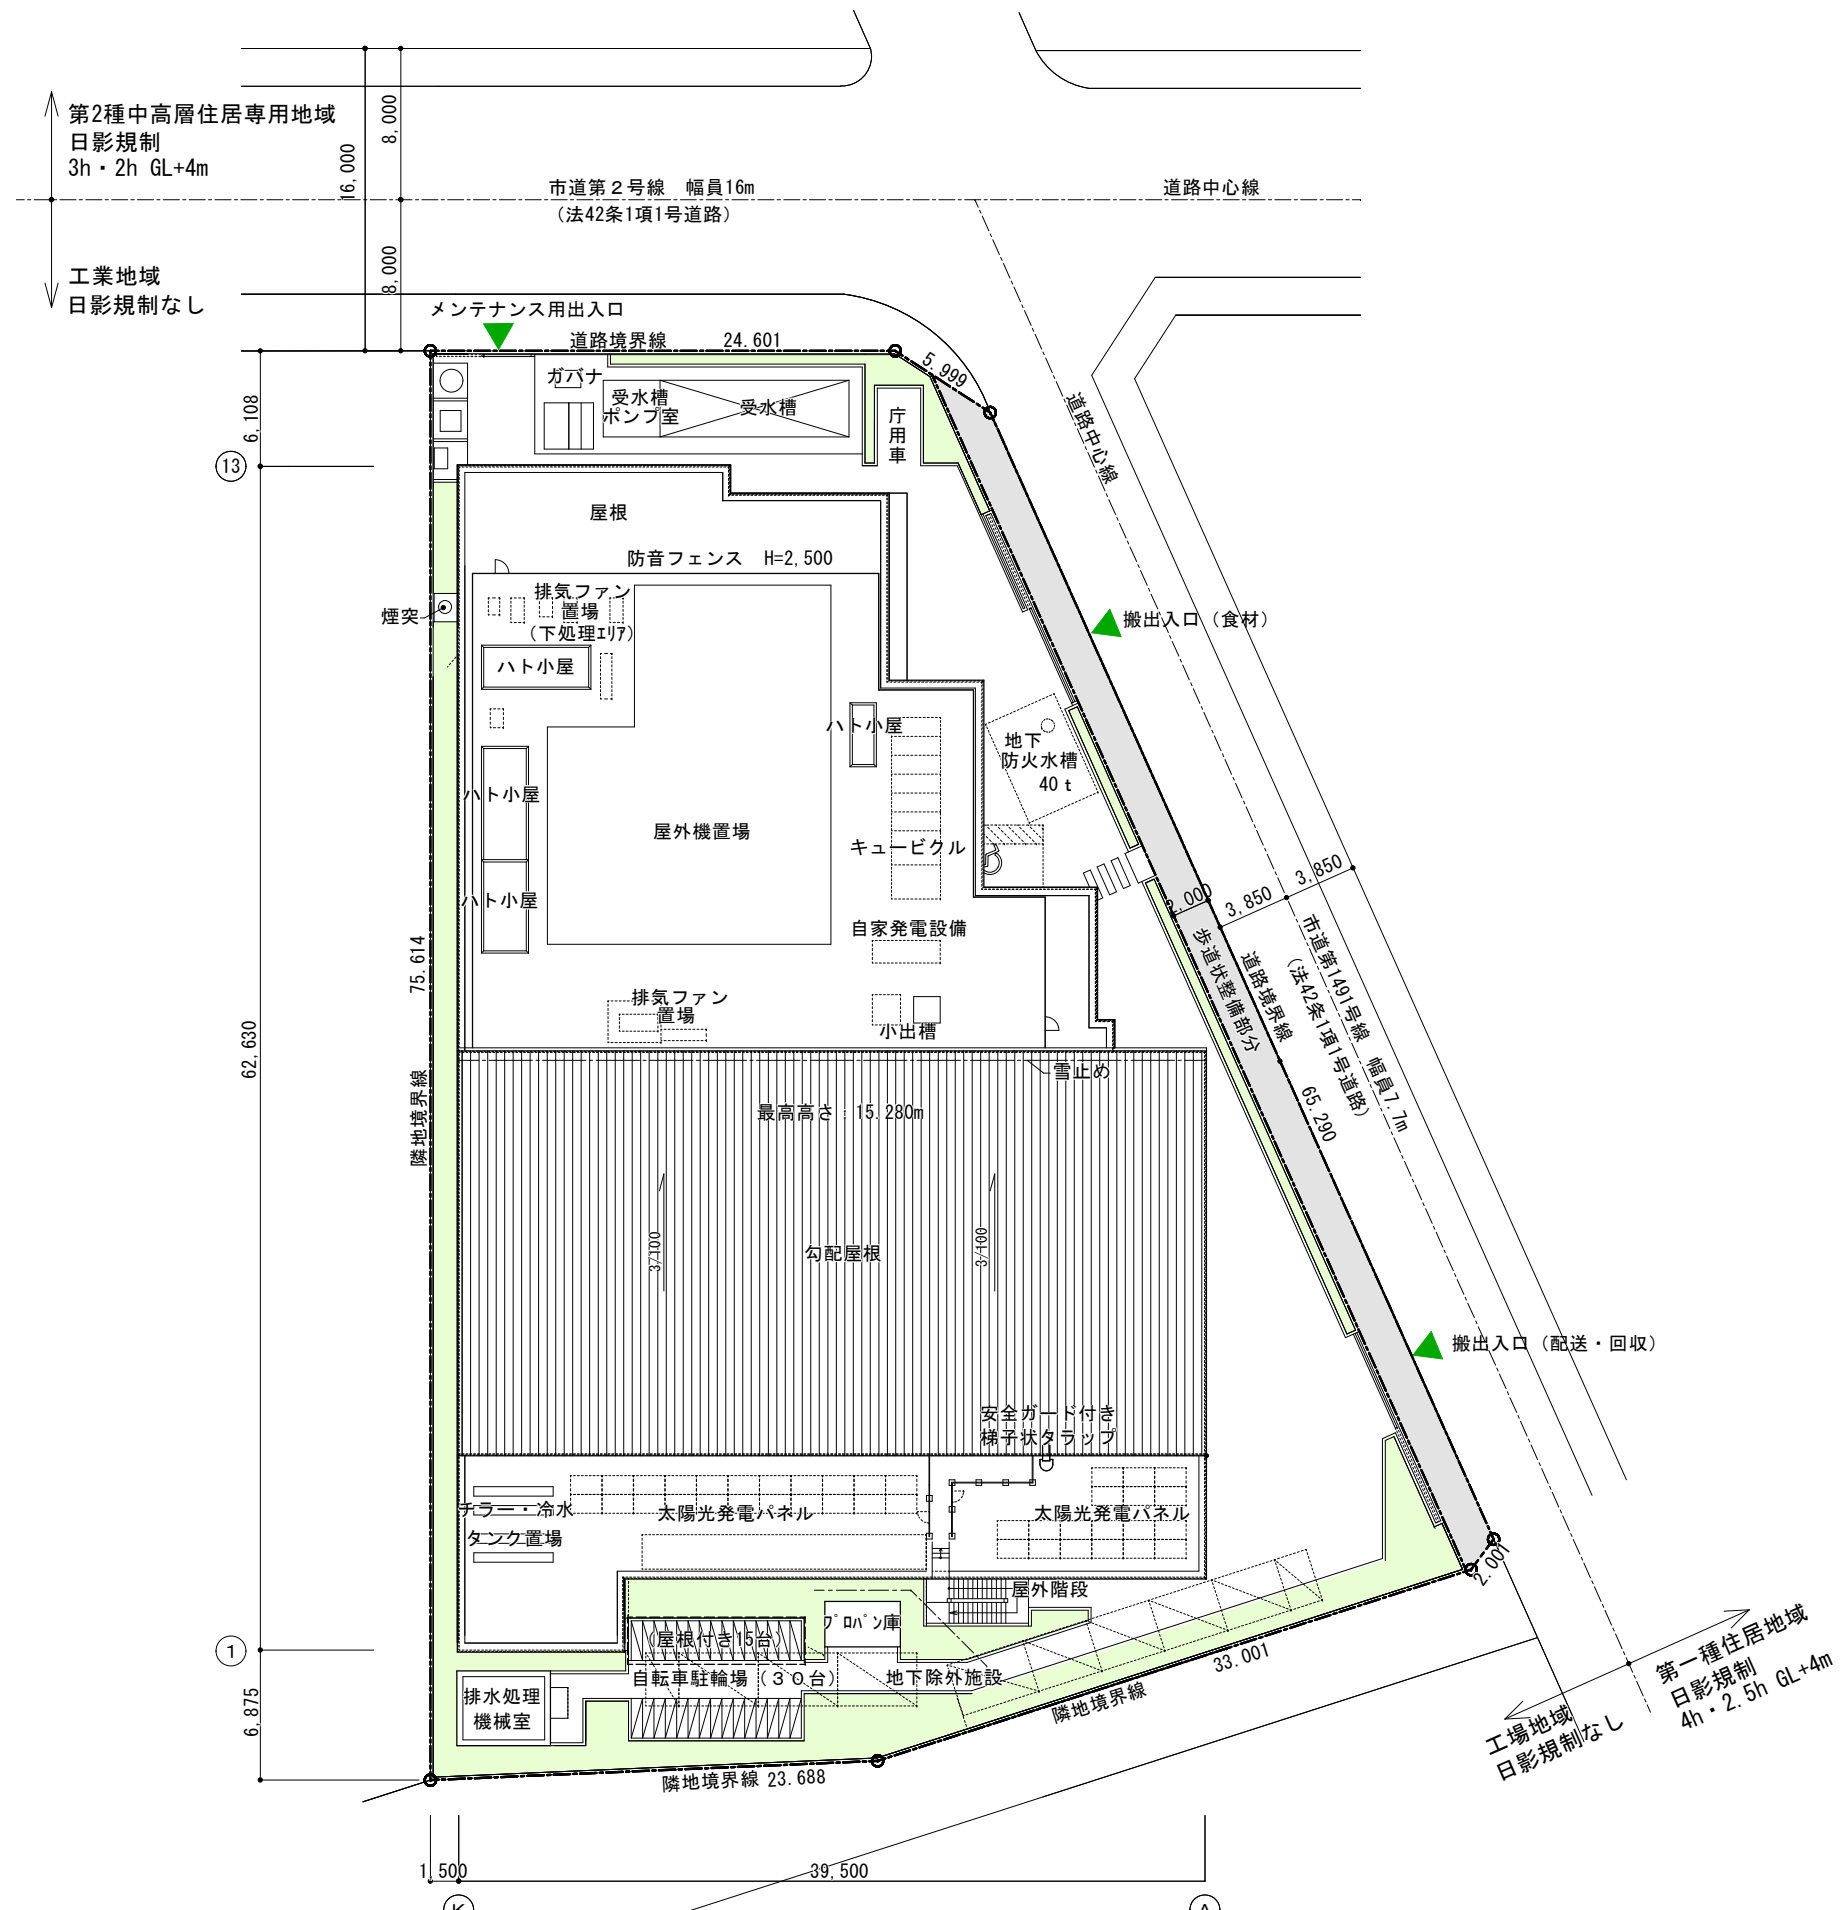 第2種中高層住居専用地域
日影規制
3h・2h GL+4m
16,000
8,000
8,000
市道第２号線　幅員16m
（法42条1項1号道路）
道路中心線
工業地域
日影規制なし
メンテナンス用出入口
道路境界線
24.601
5.999
ガバナ
受水槽
ポンプ室
受水槽
庁用車
道路中心線
6,108
13
屋根
防音フェンス　H=2,500
排気ファン
置場
（下処理ｴﾘｱ）
煙突
搬出入口（食材）
ハト小屋
ハト小屋
地下
防火水槽
40ｔ
ハト小屋
屋外機置場
キュービクル
ハト小屋
3,850
3,850
2,000
自家発電設備
歩道状整備部分
道路境界線
65.290
市道第1491号線　幅員7.7m
（法42条1項1号道路）
75.614
隣地境界線
62,630
排気ファン
置場
小出槽
雪止め
最高高さ：15.280m
3/100
3/100
勾配屋根
搬出入口（配送・回収）
安全ガード付き
梯子状タラップ
チラー・冷水
タンク置場
太陽光発電パネル
太陽光発電パネル
2.001
屋外階段
ﾌﾟﾛﾊﾟﾝ庫
（屋根付き15台）
自転車駐輪場（３０台）
地下除外施設
1
6,875
排水処理
機械室
33.001
隣地境界線
隣地境界線 23.688
第一種住居地域
日影規制
4h・2.5h GL+4m
工場地域
日影規制なし
1,500
39,500
K
A